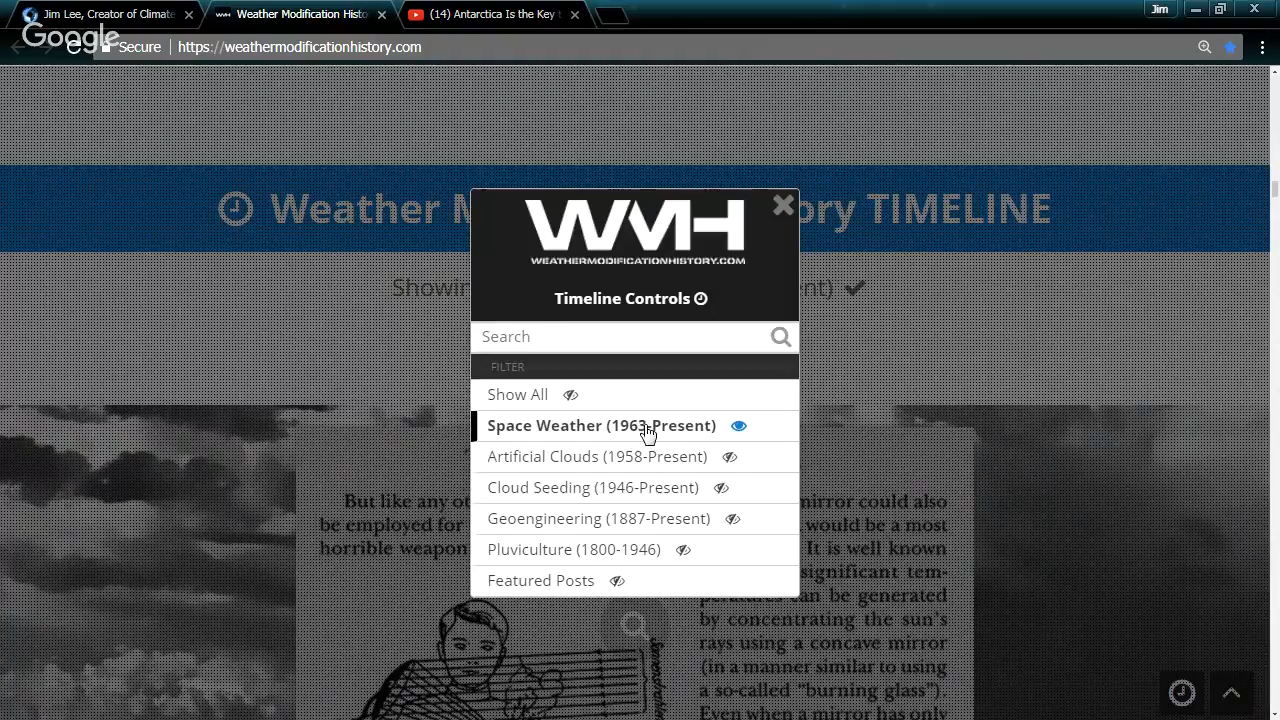 Jim Lee, Creator of Climate
Weather Modification Histo
(14) Antarctica Is the Key
Jim
Google
Secure
https://weathermodificationhistory.com
Weather M
ory TIMELINE
Showin
nt)
WMH
WEATHERMODIFICATIONHISTORY.COM
Timeline Controls
Search
FILTER
Show All
Space Weather (1963-Present)
Artificial Clouds (1958-Present)
Cloud Seeding (1946-Present)
Geoengineering (1887-Present)
Pluviculture (1800-1946)
Featured Posts
But like any ot
be employed for
horrible weapon
mirror could also
would be a most
It is well known
significant tem-
peratures can be generated
by concentrating the sun's
rays using a concave mirror
(in a manner similar to using
a so-called "burning glass").
Even when a mirror has only